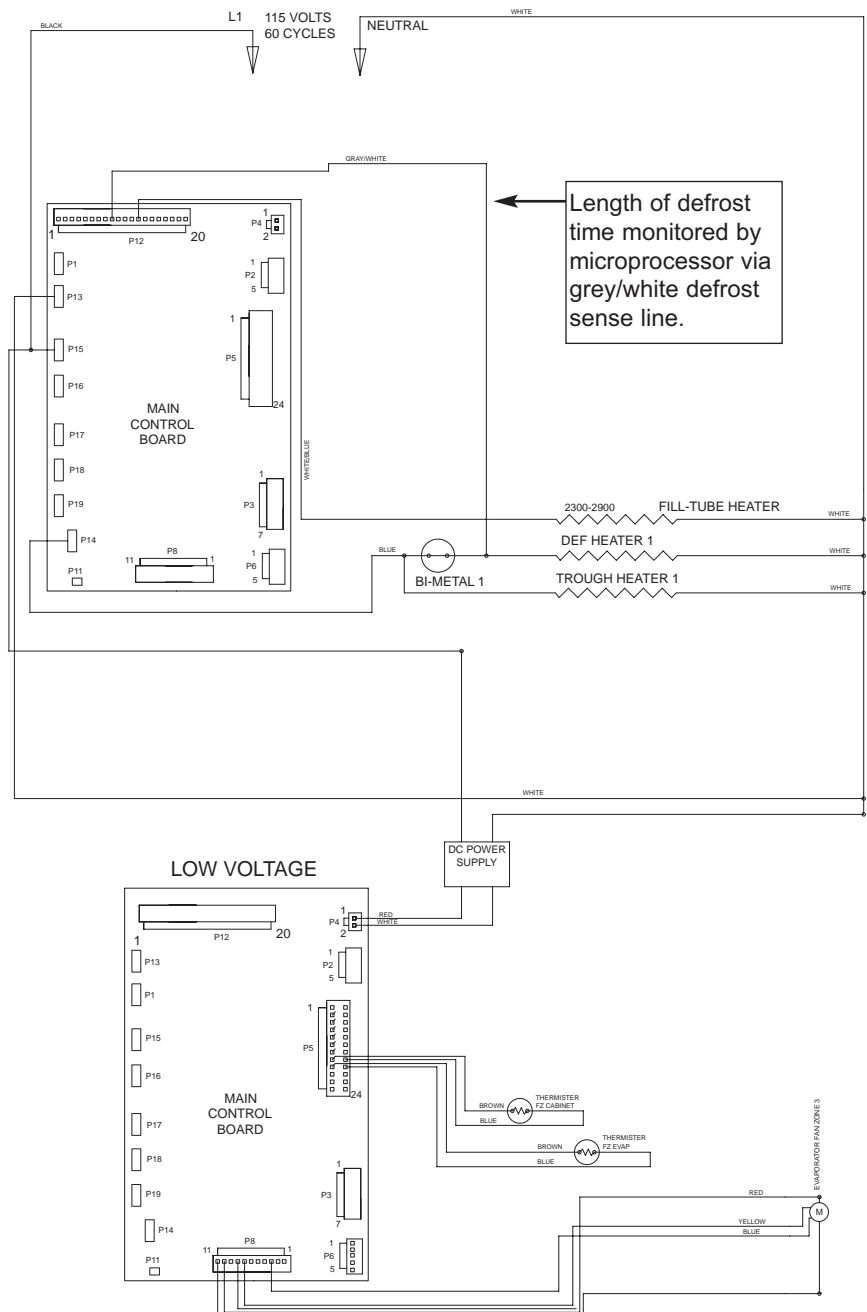 L1
115 VOLTS
60 CYCLES
NEUTRAL
BLACK
WHITE
GRAY/WHITE
Length of defrost
time monitored by
microprocessor via
grey/white defrost
sense line.
1
P12
20
1
P4
2
P1
1
P2
5
P13
1
P5
24
P15
P16
MAIN
CONTROL
BOARD
P17
P18
P19
1
P3
7
P14
11
P8
1
1
P6
5
P11
WHITE/BLUE
2300-2900
FILL-TUBE HEATER
WHITE
BLUE
BI-METAL 1
DEF HEATER 1
WHITE
TROUGH HEATER 1
WHITE
WHITE
DC POWER
SUPPLY
LOW VOLTAGE
1
P12
20
1
P4
2
RED
WHITE
P13
1
P2
5
P1
1
P5
24
P15
P16
MAIN
CONTROL
BOARD
P17
P18
P19
1
P3
7
P14
11
P8
1
1
P6
5
P11
BROWN
THERMISTER
FZ CABINET
BLUE
BROWN
THERMISTER
FZ EVAP
BLUE
EVAPORATOR FAN ZONE 3
RED
M
YELLOW
BLUE